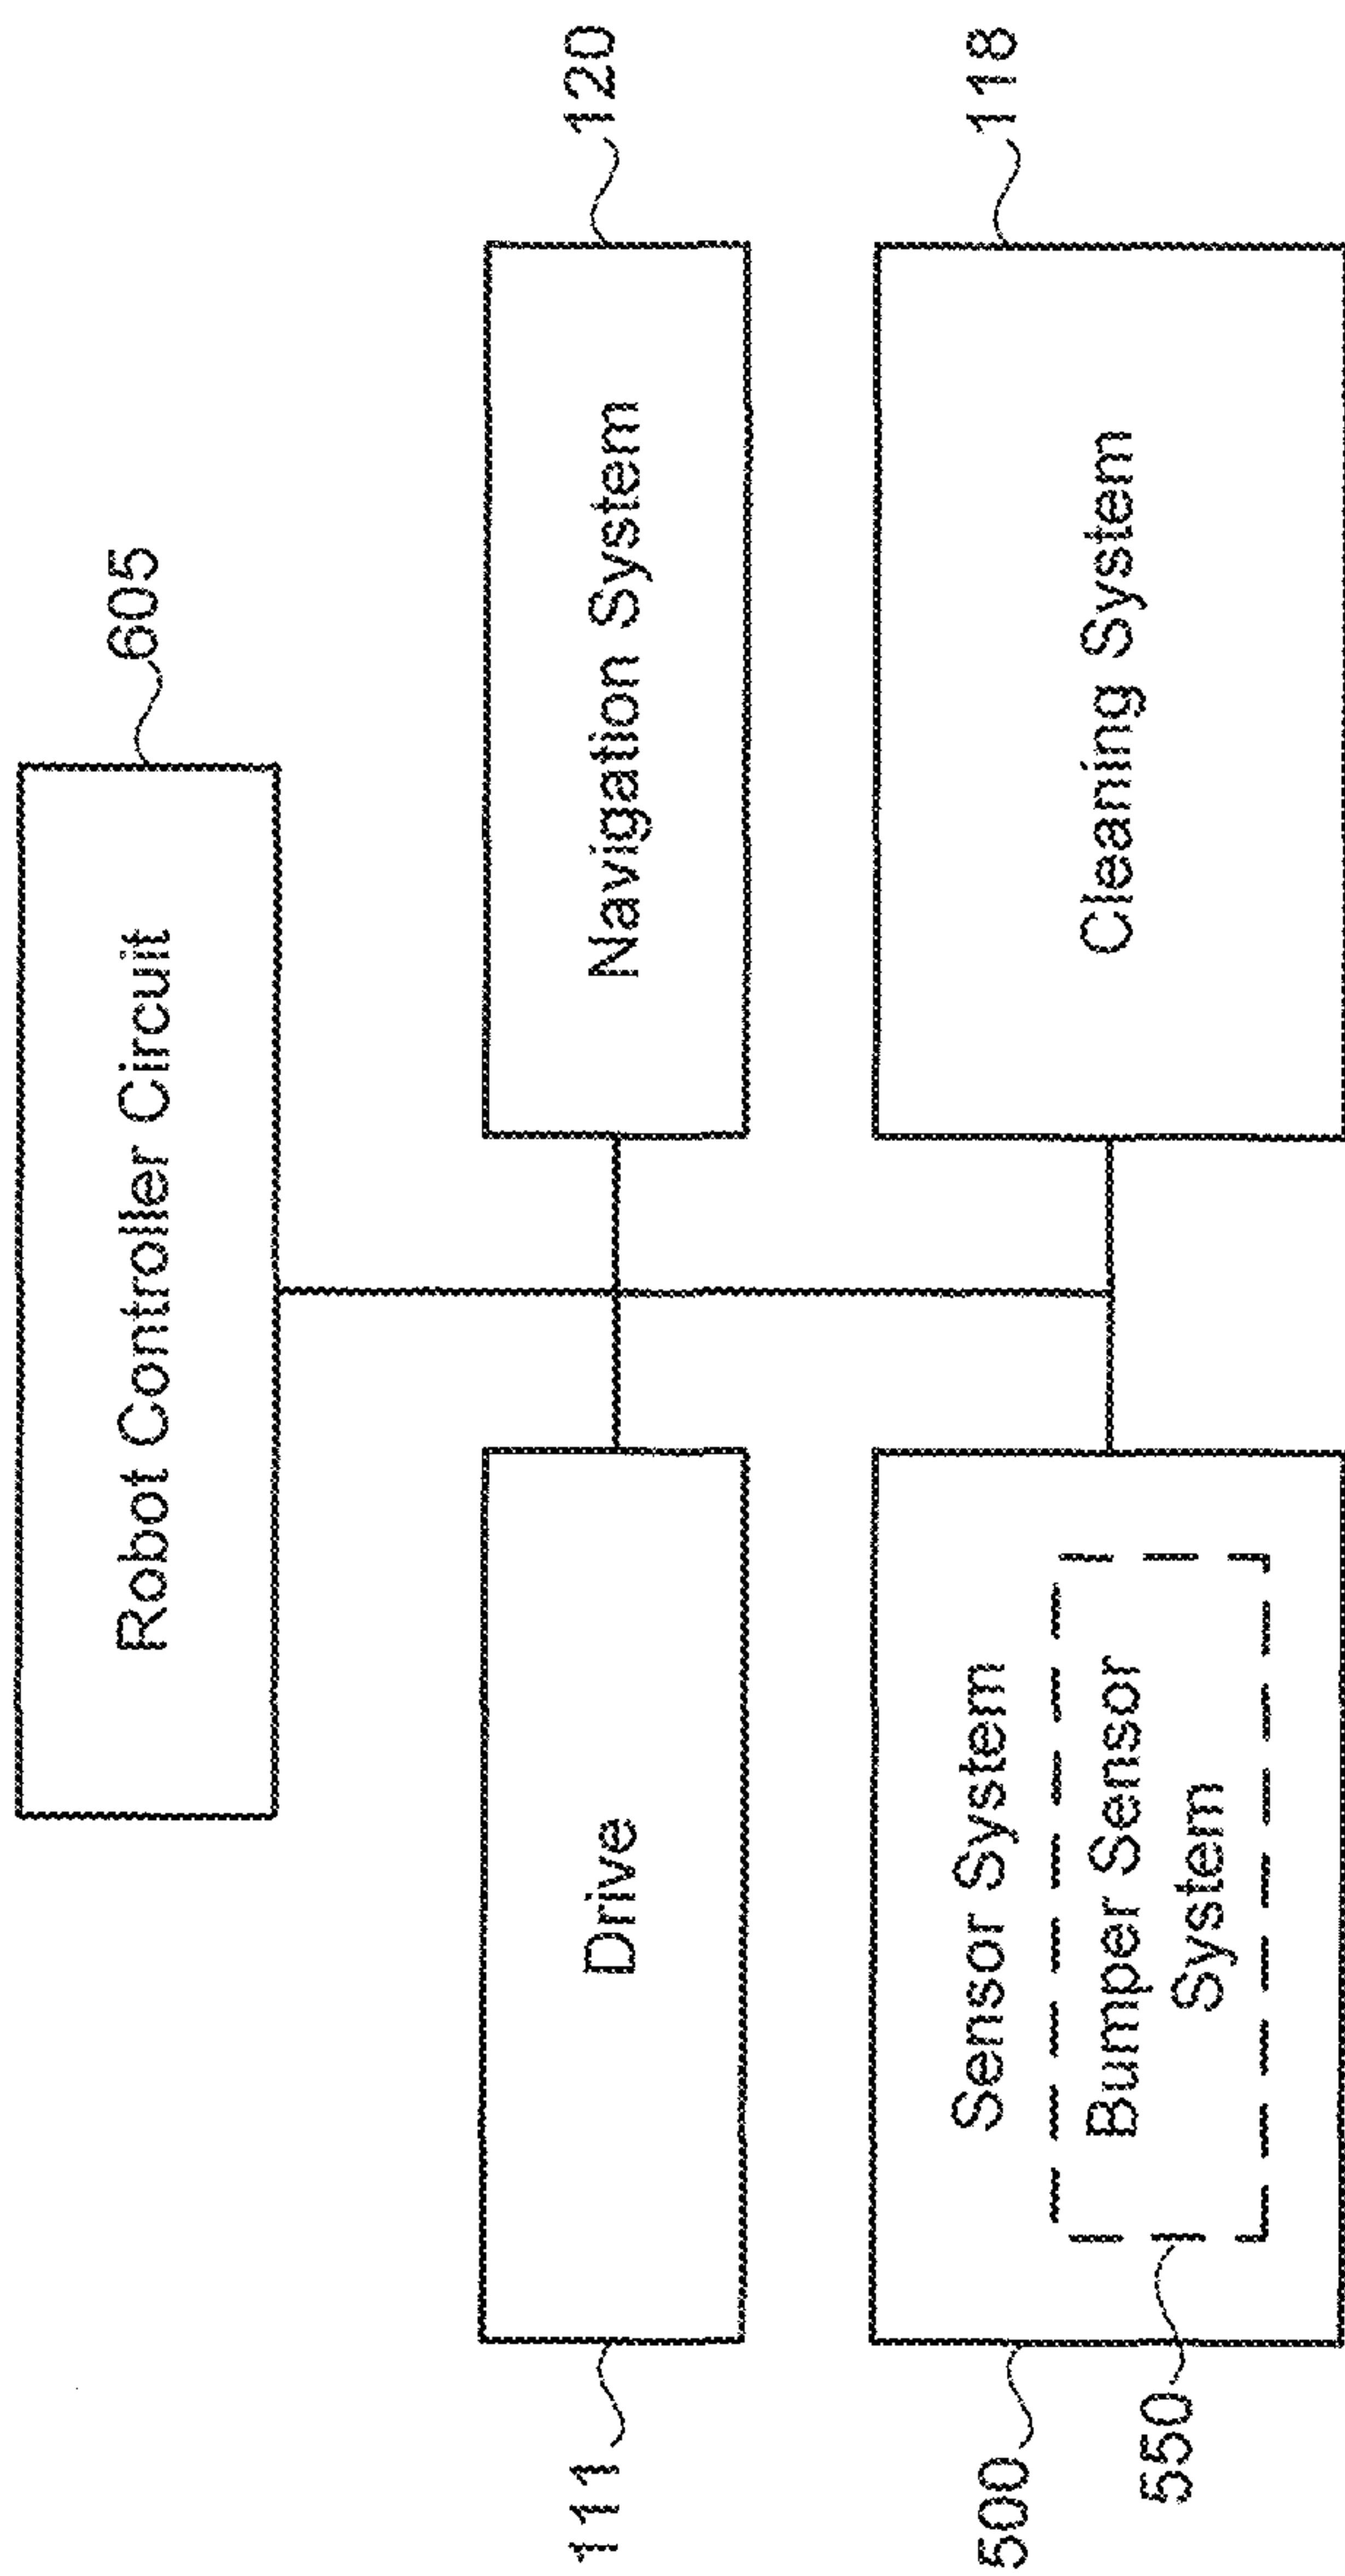 605
Robot Controller Circuit
111
Drive
Navigation System
120
500
Sensor System
550
Bumper Sensor
System
Cleaning System
118